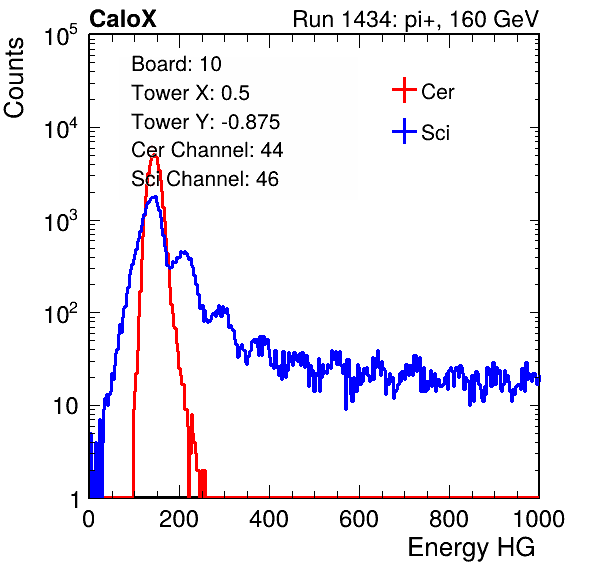 CaloX Run 1434: pi+, 160 GeV
Counts
Board: 10
Tower X: 0.5
Tower Y: -0.875
Cer Channel: 44
Sci Channel: 46
Cer
Sci
10^5
10^4
10^3
10^2
10
1
0 200 400 600 800 1000
Energy HG